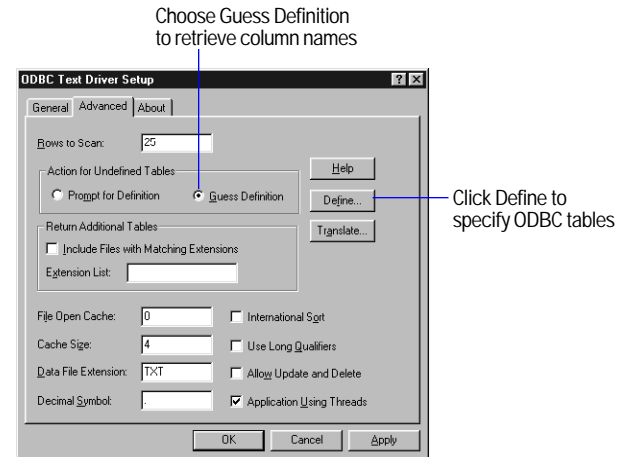 Choose Guess Definition
to retrieve column names
ODBC Text Driver Setup
General Advanced About
Rows to Scan: 25
Action for Undefined Tables
Prompt for Definition Guess Definition
Help
Define...
Click Define to
specify ODBC tables
Return Additional Tables
Translate...
Include Files with Matching Extensions
Extension List:
File Open Cache: 0 International Sort
Cache Size: 4 Use Long Qualifiers
Data File Extension: TXT Allow Update and Delete
Decimal Symbol: . Application Using Threads
OK Cancel Apply